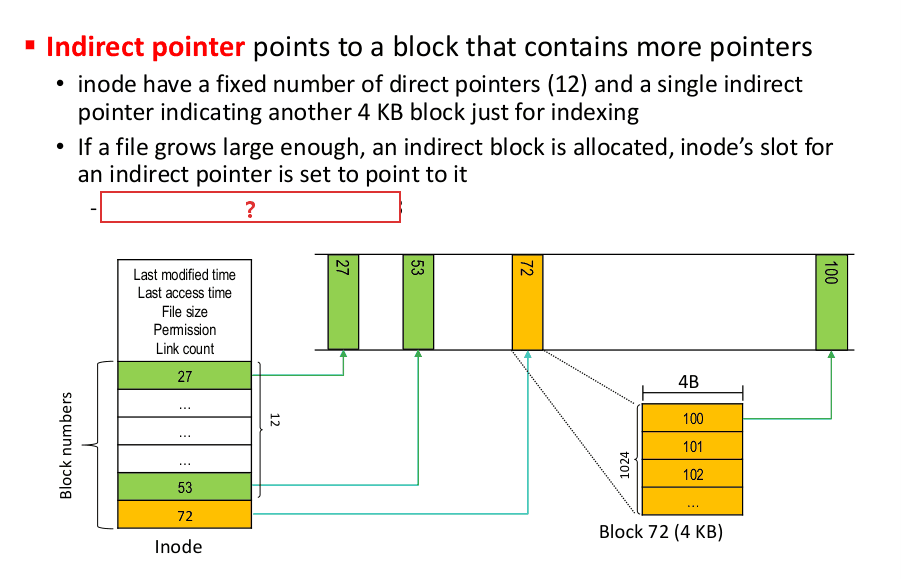 ▪ Indirect pointer points to a block that contains more pointers
• inode have a fixed number of direct pointers (12) and a single indirect
pointer indicating another 4 KB block just for indexing
• If a file grows large enough, an indirect block is allocated, inode's slot for
an indirect pointer is set to point to it
- ?
Last modified time
Last access time
File size
Permission
Link count
27
...
...
...
53
72
12
Block numbers
Inode
27
53
72
100
4B
100
101
102
...
1024
Block 72 (4 KB)